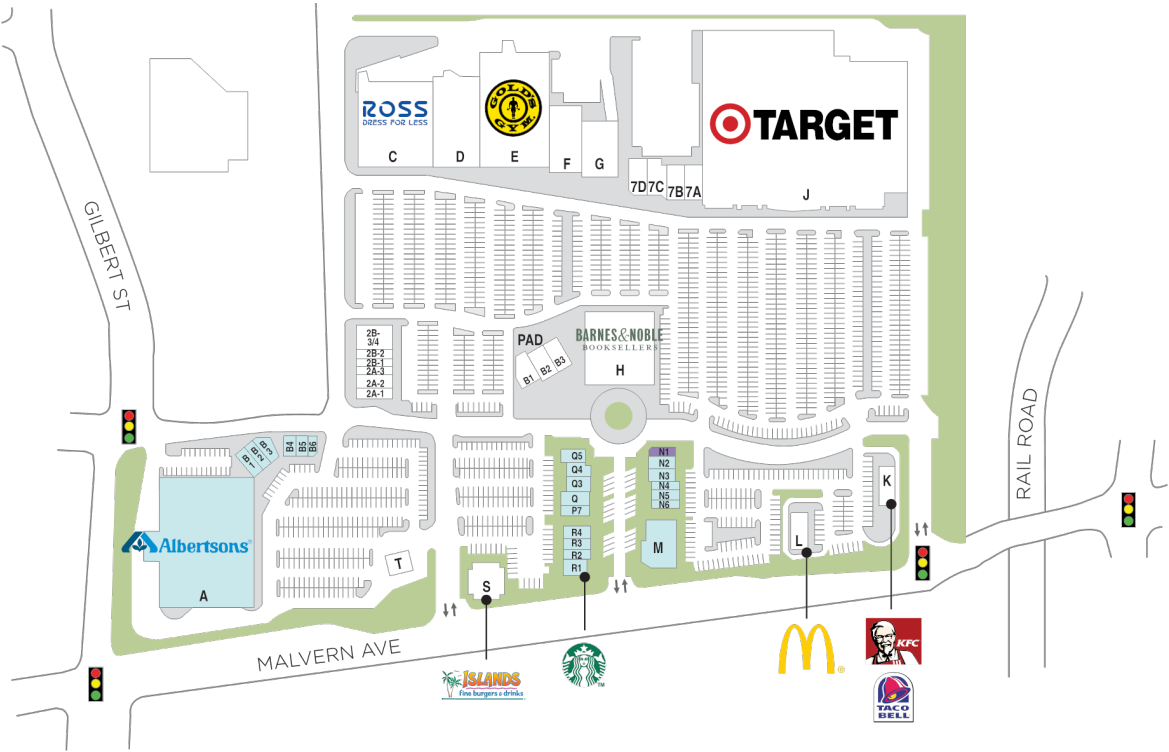 ROSS
DRESS FOR LESS
C
D
GOLD'S
GYM
E
F
G
7D
7C
7B
7A
TARGET
J
GILBERT ST
2B-
3/4
2B-2
2B-1
2A-3
2A-2
2A-1
PAD
B1
B2
B3
BARNES&NOBLE
BOOKSELLERS
H
RAIL ROAD
B1
B2
B3
B4
B5
B6
Q5
Q4
Q3
Q
P7
R4
R3
R2
R1
N1
N2
N3
N4
N5
N6
M
K
L
Albertsons®
A
T
S
MALVERN AVE
ISLANDS
fine burgers & drinks
TM
®
KFC
TACO
BELL